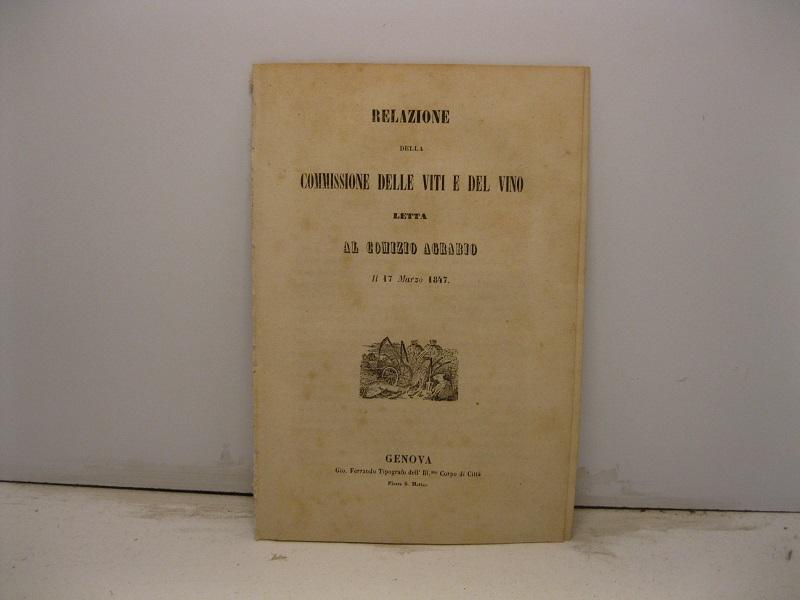 RELAZIONE
DELLA
COMMISSIONE DELLE VITI E DEL VINO
LETTA
AL COMIZIO AGRARIO
Il 17 Marzo 1847.
GENOVA
Gio. Ferrando Tipografo dell' Ill.mo Corpo di Città
Piazza S. Matteo